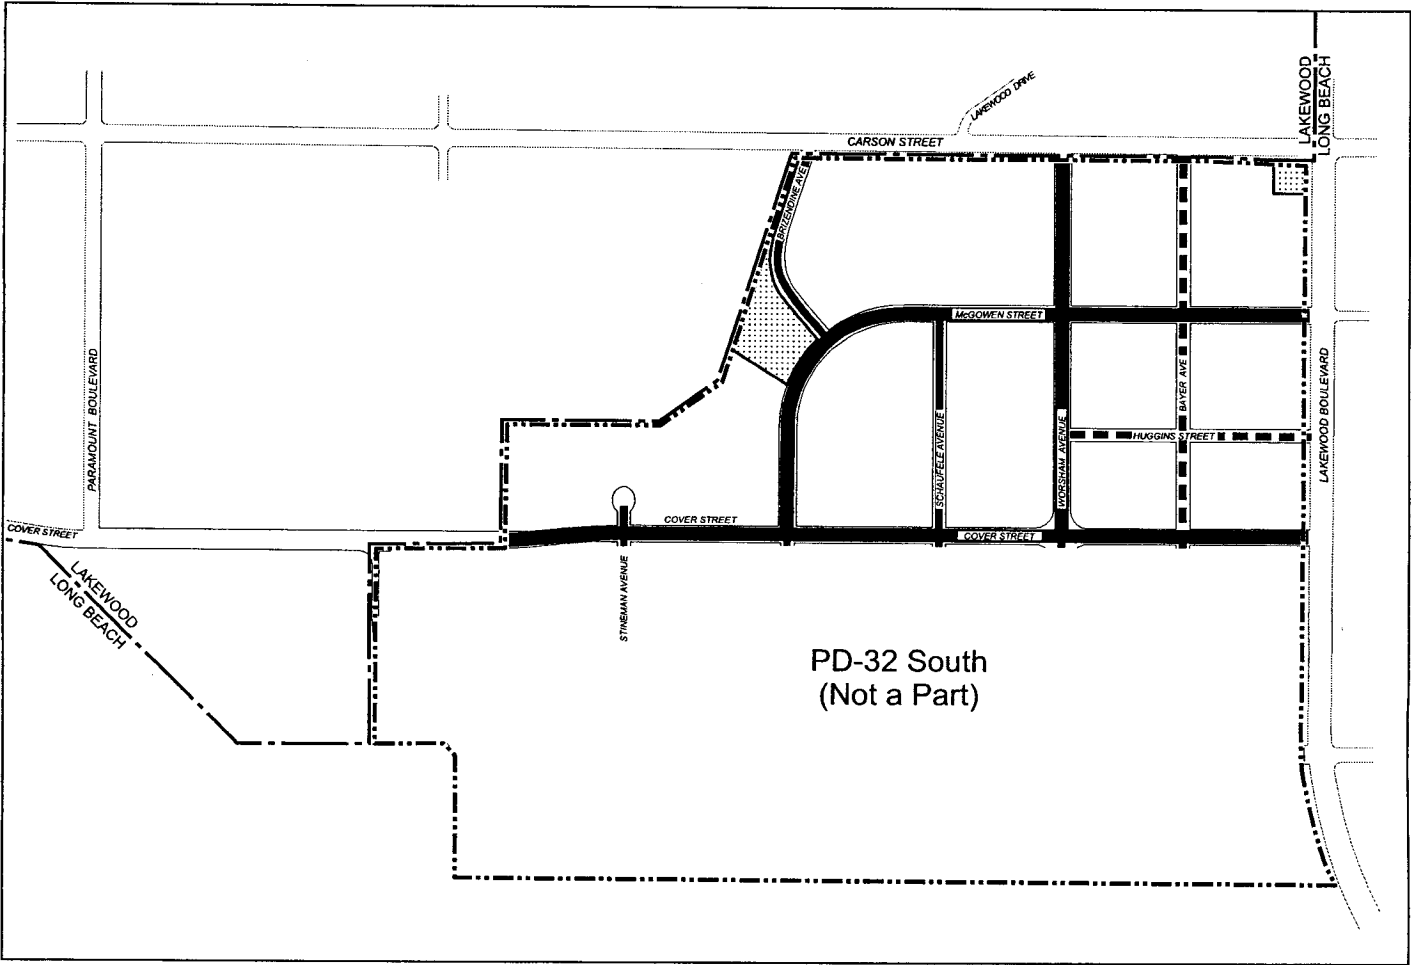 LAKEWOOD DRIVE
LAKEWOOD
LONG BEACH
CARSON STREET
BRIZENDINE AVE
McGOWEN STREET
PARAMOUNT BOULEVARD
BAYER AVE
LAKEWOOD BOULEVARD
HUGGINS STREET
SCHAUFELE AVENUE
WORSHAM AVENUE
COVER STREET
COVER STREET
COVER STREET
LAKEWOOD
LONG BEACH
STINEMAN AVENUE
PD-32 South
(Not a Part)